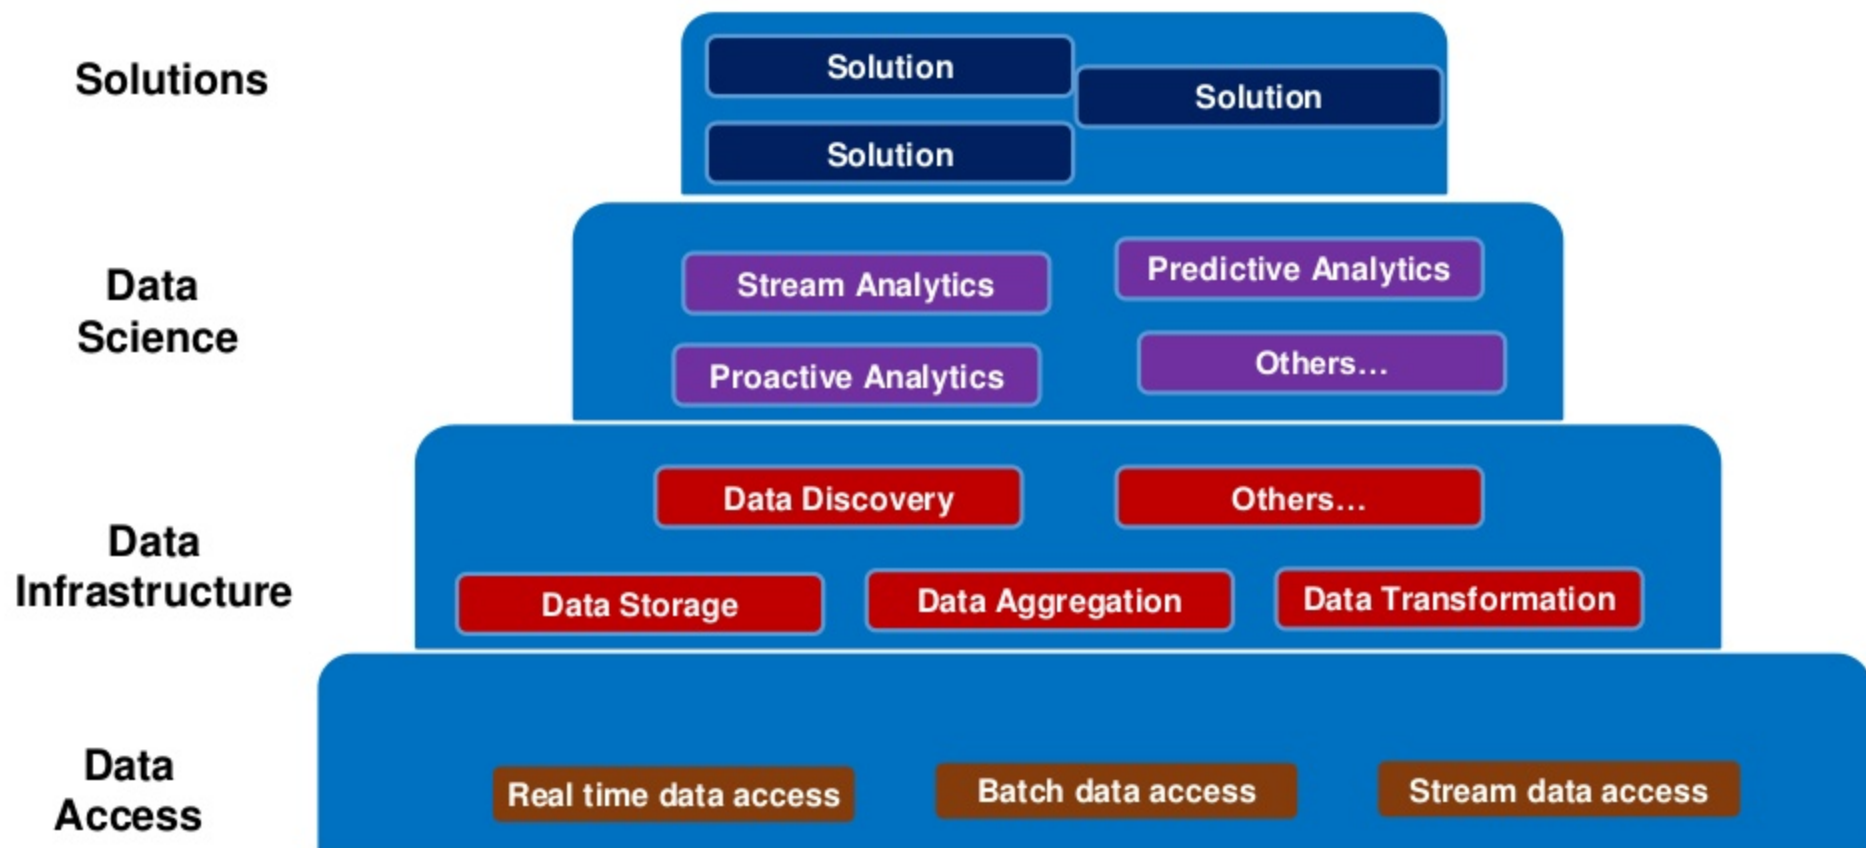 Solutions
Solution
Solution
Solution
Data
Science
Stream Analytics
Predictive Analytics
Proactive Analytics
Others...
Data
Infrastructure
Data Discovery
Others...
Data Storage
Data Aggregation
Data Transformation
Data
Access
Real time data access
Batch data access
Stream data access